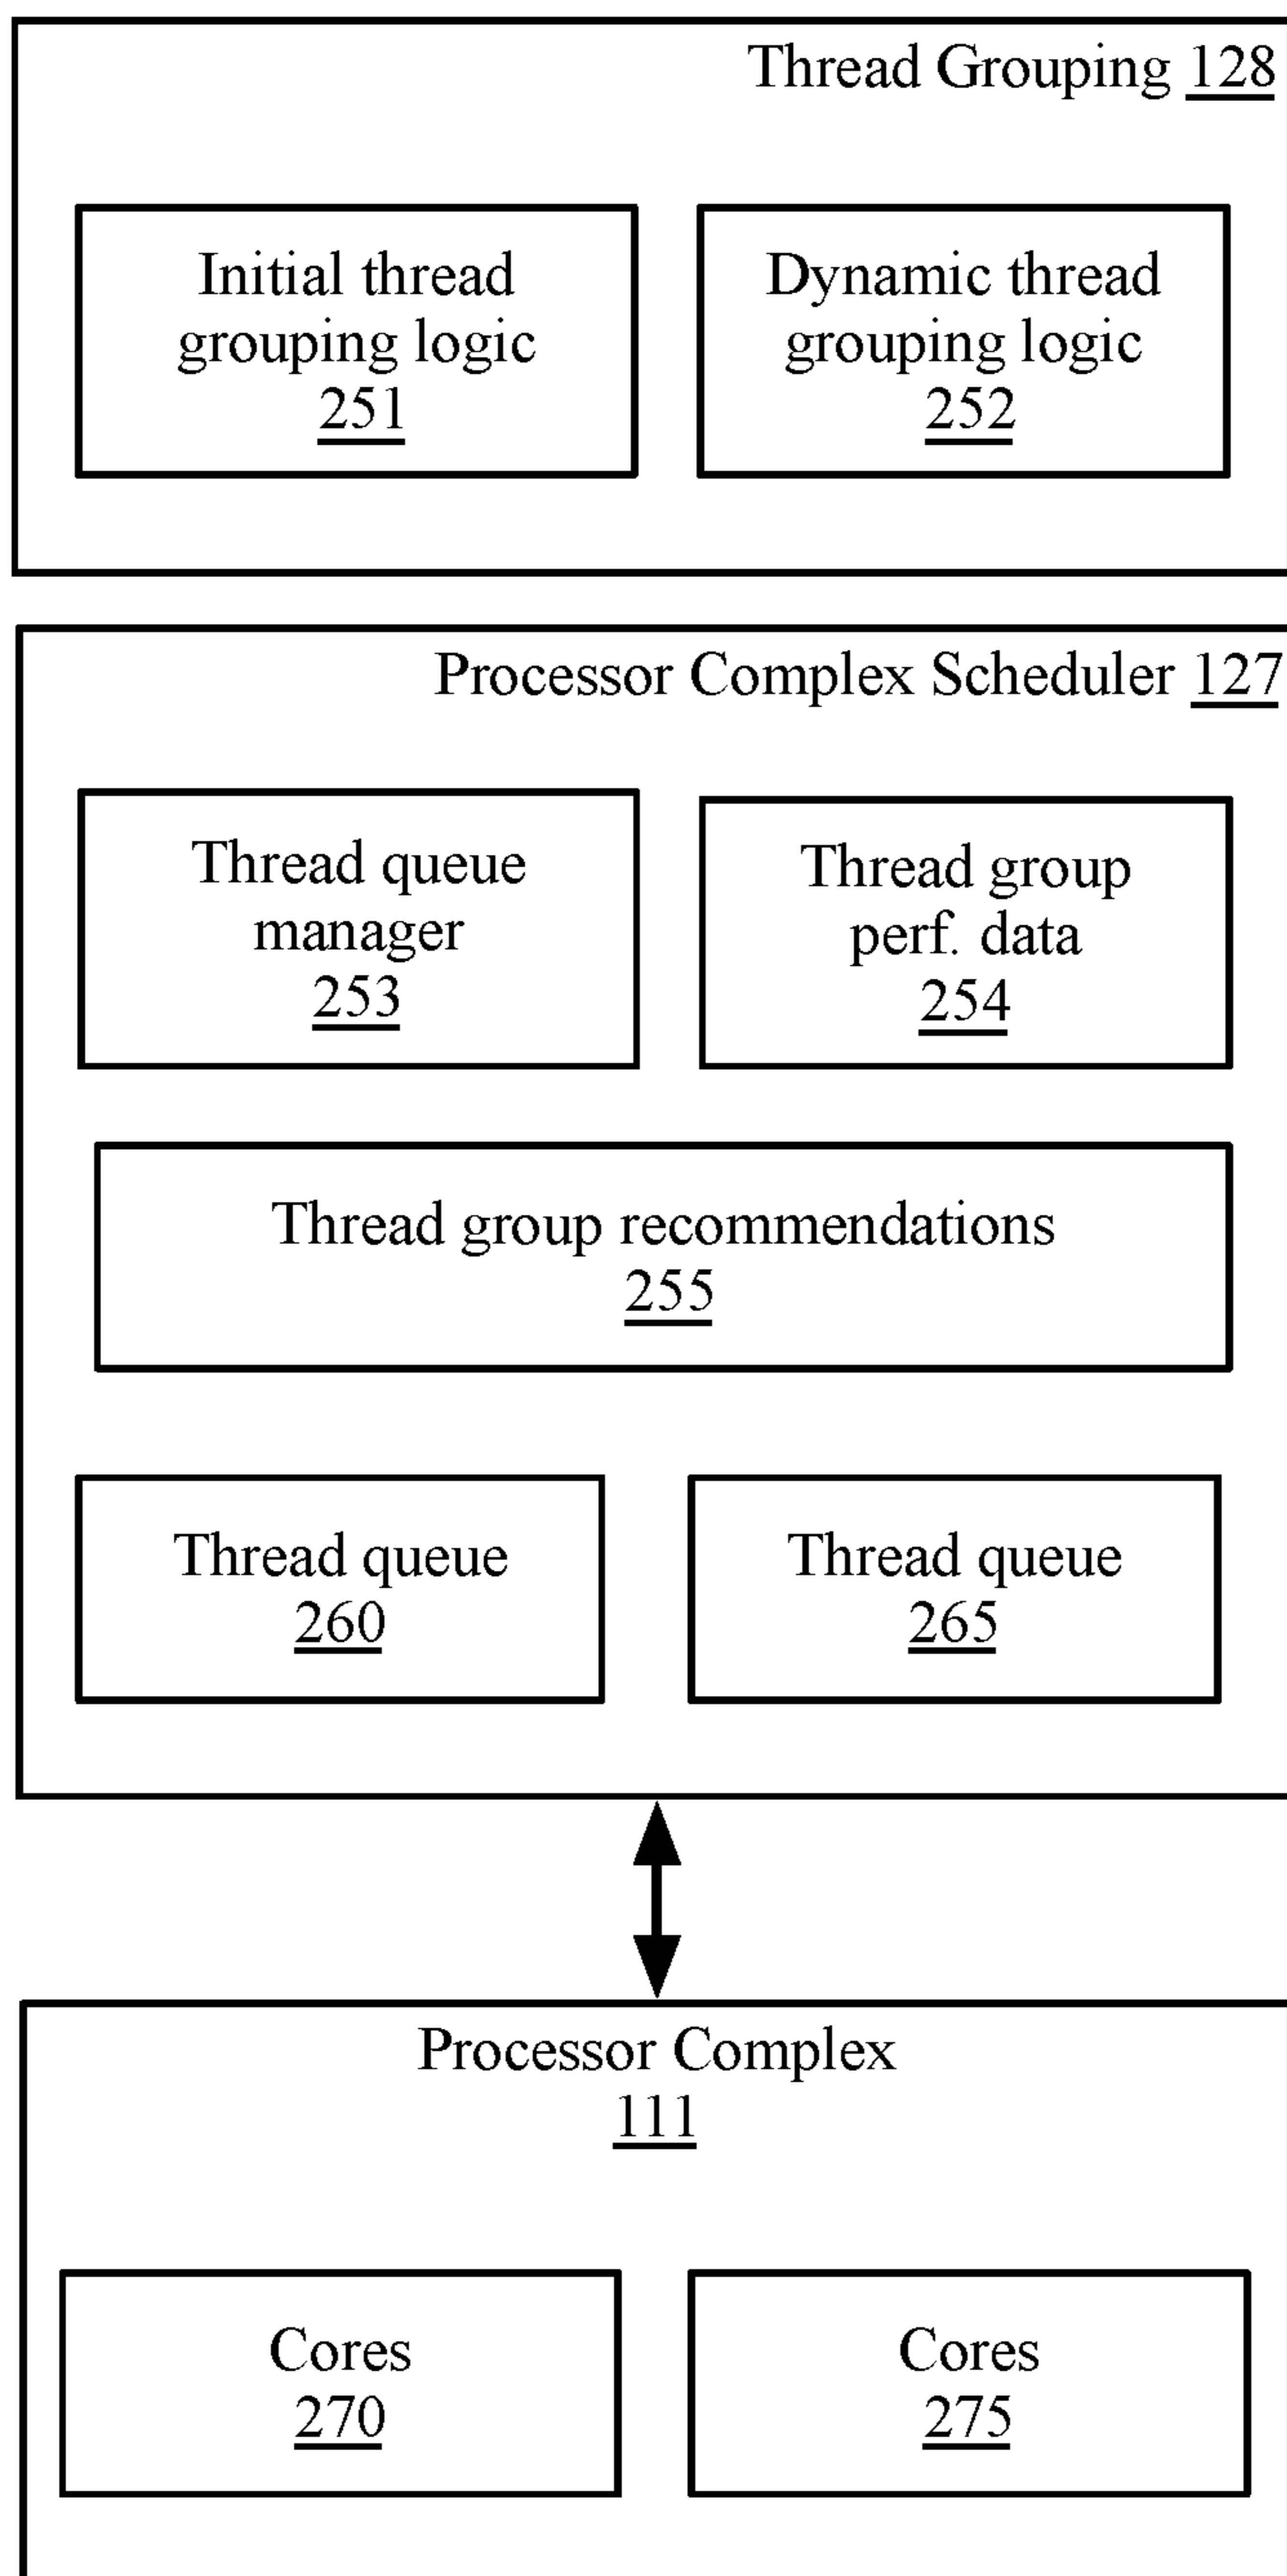 Thread Grouping 128
Initial thread
grouping logic
251
Dynamic thread
grouping logic
252
Processor Complex Scheduler 127
Thread queue
manager
253
Thread group
perf. data
254
Thread group recommendations
255
Thread queue
260
Thread queue
265
Processor Complex
111
Cores
270
Cores
275